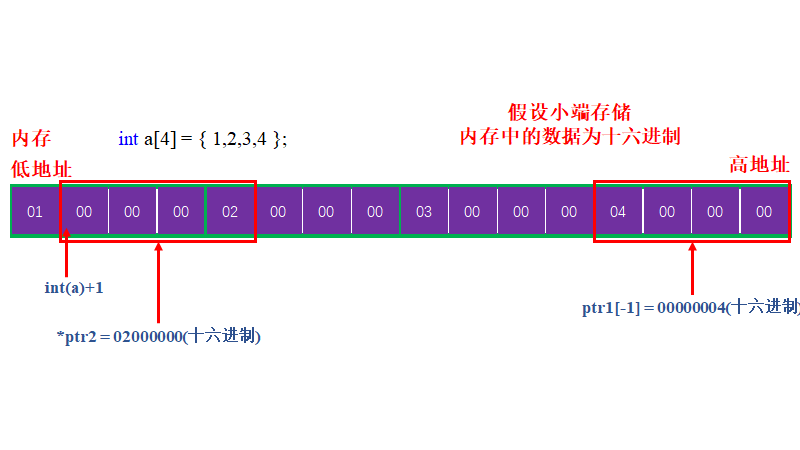 假设小端存储
内存 int a[4] = { 1,2,3,4 }; 内存中的数据为十六进制
低地址 高地址
01 00 00 00 02 00 00 00 03 00 00 00 04 00 00 00
int(a)+1
ptr1[-1] = 00000004(十六进制)
*ptr2 = 02000000(十六进制)